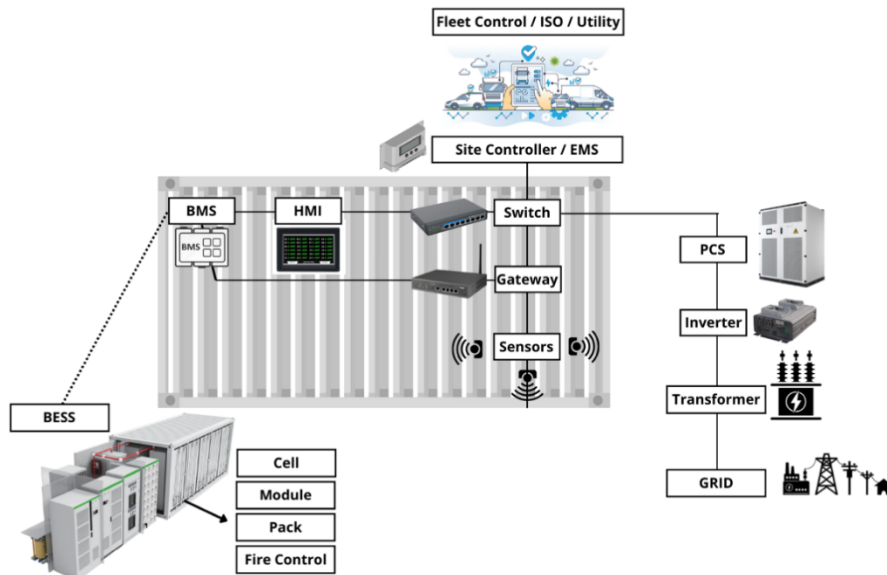 Fleet Control / ISO / Utility
Site Controller / EMS
BMS
HMI
Switch
BMS
PCS
Gateway
Inverter
Sensors
Transformer
BESS
Cell
Module
GRID
Pack
Fire Control